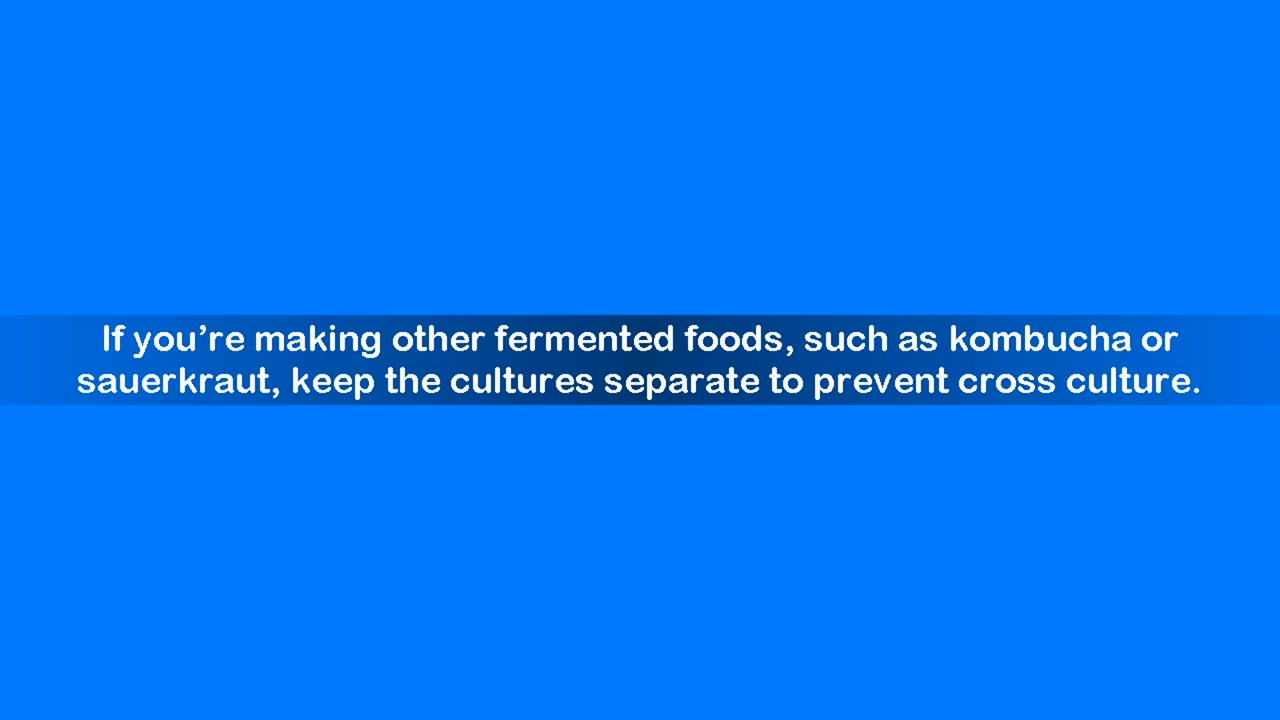 If you’re making other fermented foods, such as kombucha or
sauerkraut, keep the cultures separate to prevent cross culture.